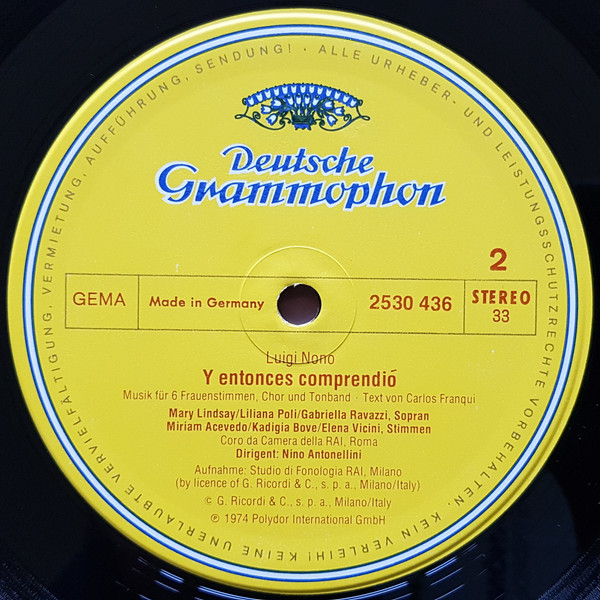 ALLE URHEBER- UND LEISTUNGSSCHUTZRECHTE VORBEHALTEN · KEIN VERLEIH! KEINE UNERLAUBTE VERVIELFÄLTIGUNG, VERMIETUNG, AUFFÜHRUNG, SENDUNG! ·
Deutsche
Grammophon
2
GEMA
Made in Germany
2530 436
STEREO
33
Luigi Nono
Y entonces comprendió
Musik für 6 Frauenstimmen, Chor und Tonband · Text von Carlos Franqui
Mary Lindsay/Liliana Poli/Gabriella Ravazzi, Sopran
Miriam Acevedo/Kadigia Bove/Elena Vicini, Stimmen
Coro da Camera della RAI, Roma
Dirigent: Nino Antonellini
Aufnahme: Studio di Fonologia RAI, Milano
(by licence of G. Ricordi & C., s. p. a., Milano/Italy)
© G. Ricordi & C., s. p. a., Milano/Italy
℗ 1974 Polydor International GmbH